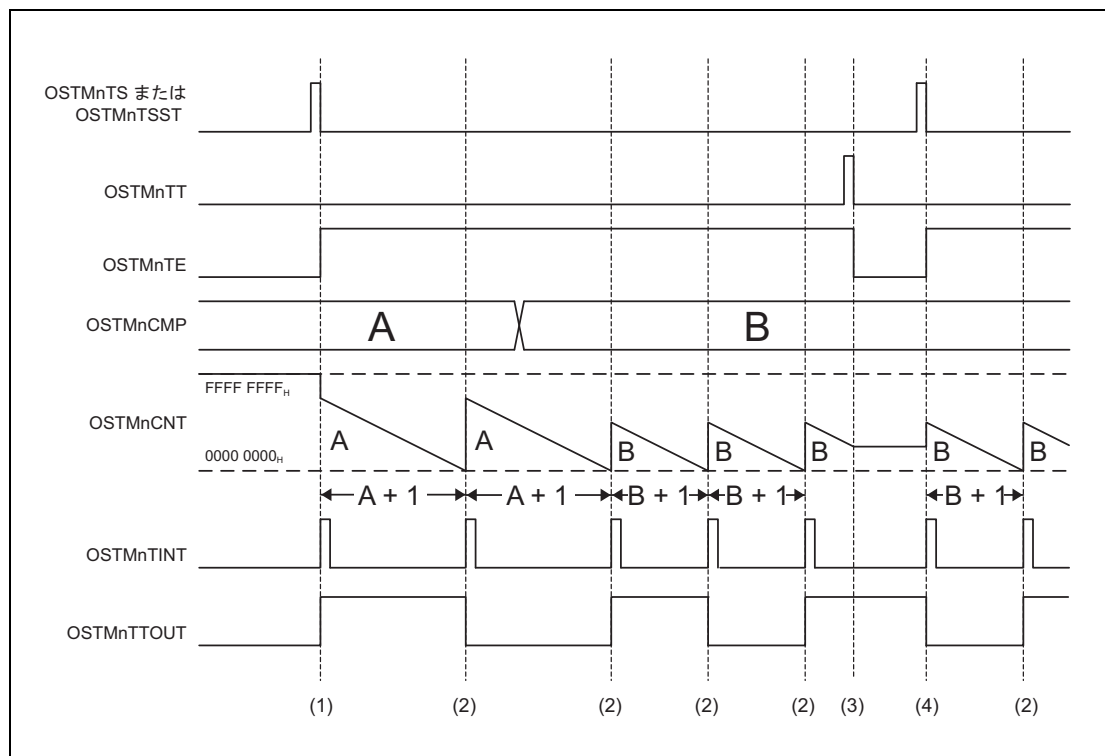 OSTMnTS または
OSTMnTSST
OSTMnTT
OSTMnTE
OSTMnCMP
A
B
FFFF FFFFH
OSTMnCNT
0000 0000H
A
A
B
B
B
B
B
A + 1
A + 1
B + 1
B + 1
B + 1
OSTMnTINT
OSTMnTTOUT
(1)
(2)
(2)
(2)
(2)
(3)
(4)
(2)